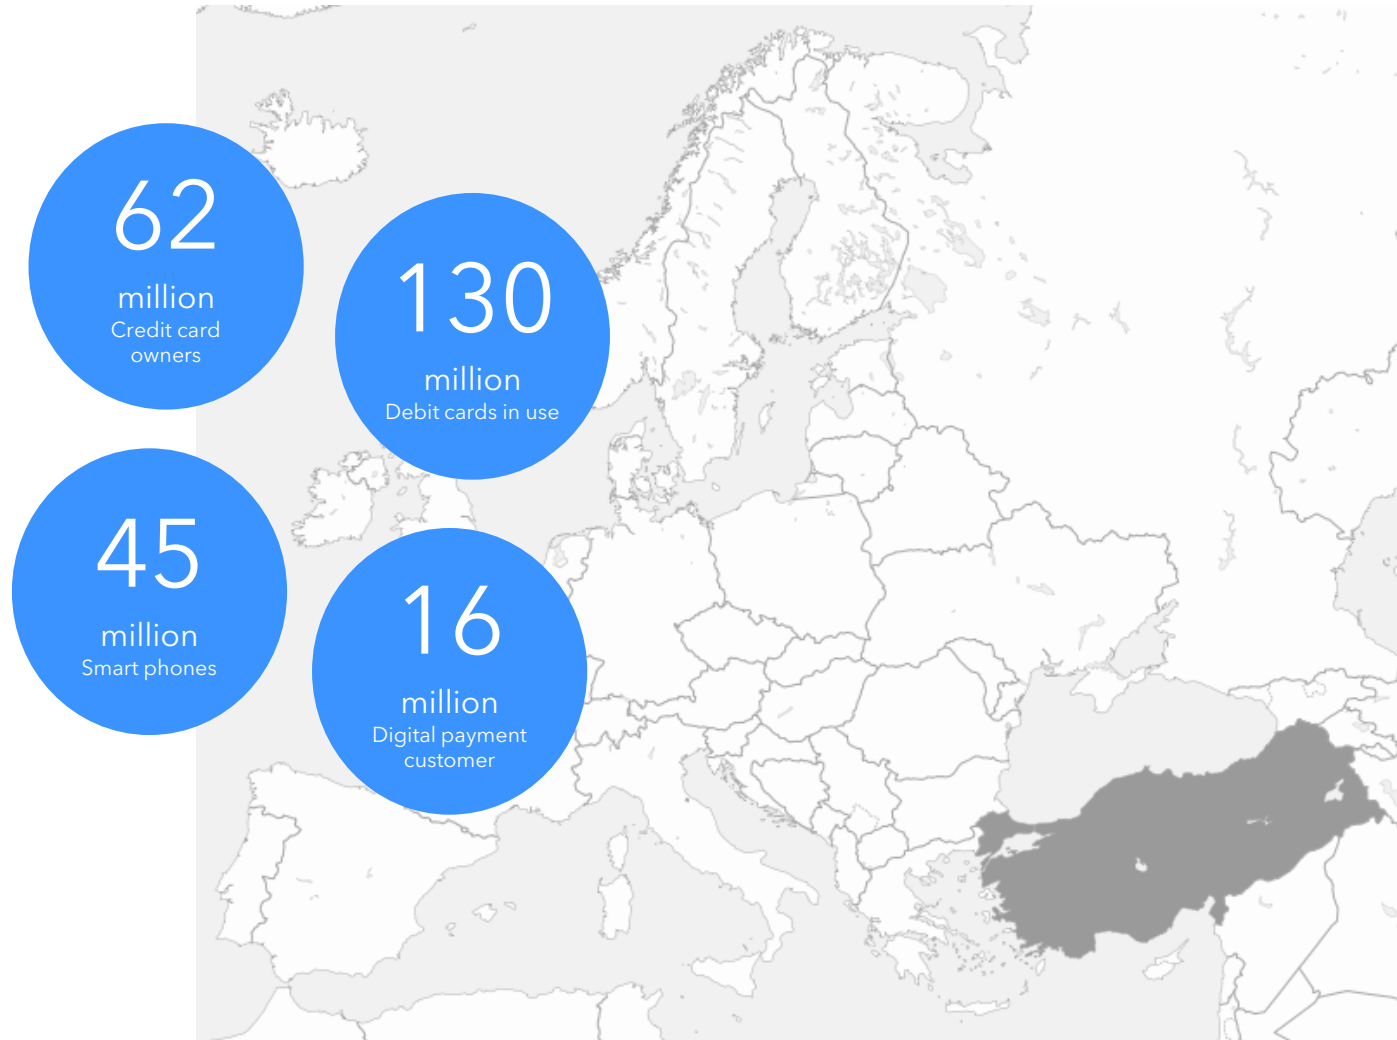 62
million
Credit card
owners
130
million
Debit cards in use
45
million
Smart phones
16
million
Digital payment
customer